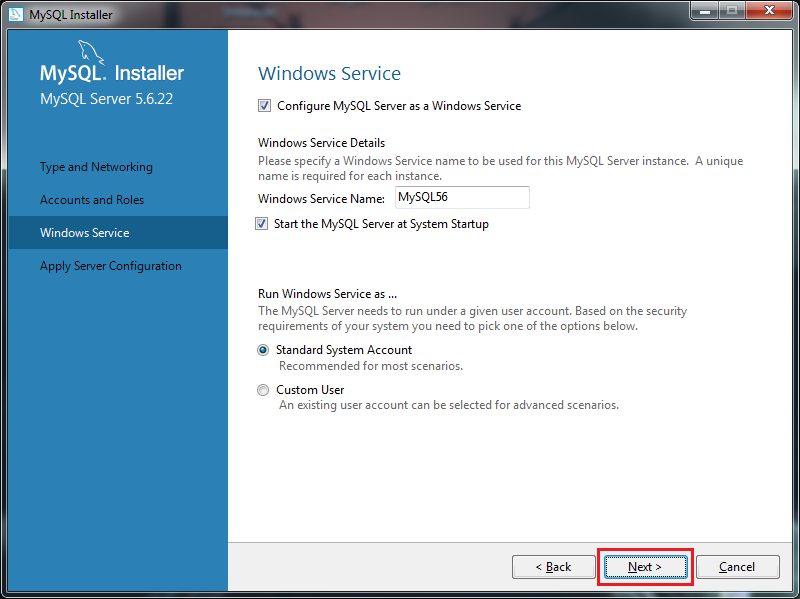 MySQL Installer
MySQL. Installer
MySQL Server 5.6.22
Type and Networking
Accounts and Roles
Windows Service
Apply Server Configuration
Windows Service
Configure MySQL Server as a Windows Service
Windows Service Details
Please specify a Windows Service name to be used for this MySQL Server instance. A unique
name is required for each instance.
Windows Service Name: MySQL56
Start the MySQL Server at System Startup
Run Windows Service as ...
The MySQL Server needs to run under a given user account. Based on the security
requirements of your system you need to pick one of the options below.
Standard System Account
Recommended for most scenarios.
Custom User
An existing user account can be selected for advanced scenarios.
< Back Next > Cancel